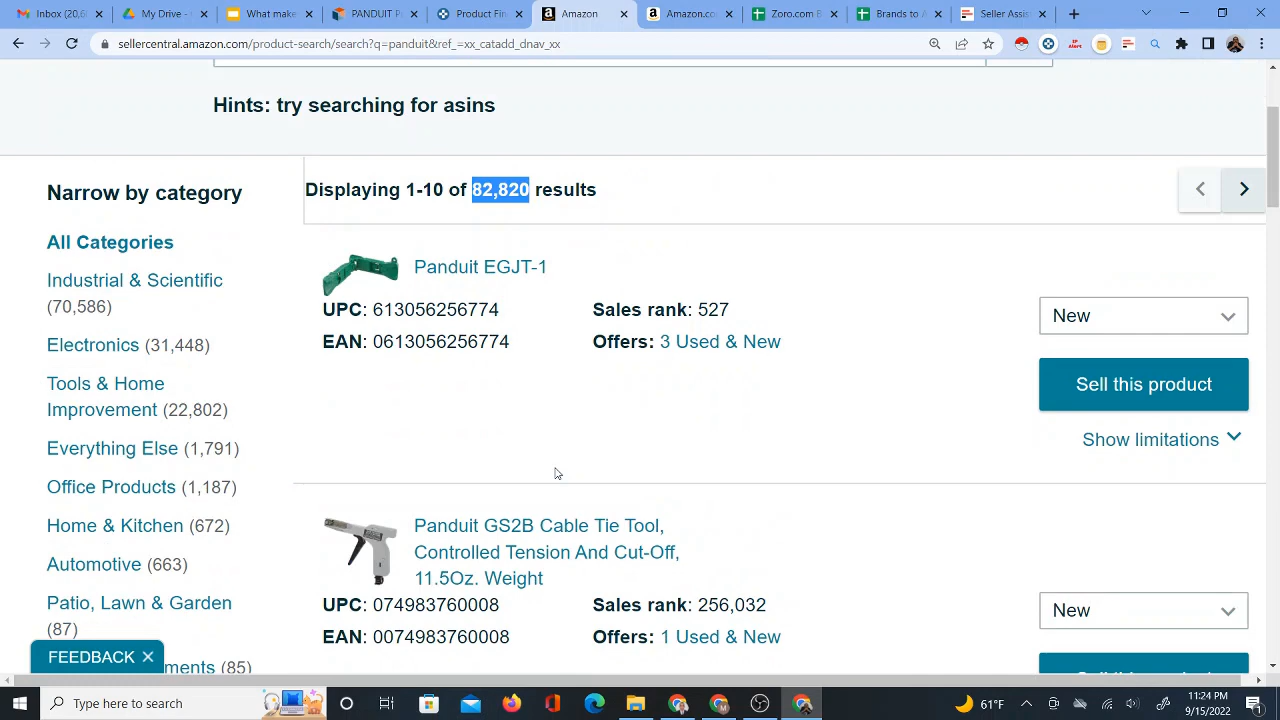 (16
My Drive -
What make
PANDUIT P
Product Fin
Amazon
Amazon.co
Zoro.com B
Brands to
Seller Assis
sellercentral.amazon.com/product-search/search?q=panduit&ref_=xx_catadd_dnav_xx
Hints: try searching for asins
Narrow by category
All Categories
Industrial & Scientific
(70,586)
Electronics (31,448)
Tools & Home
Improvement (22,802)
Everything Else (1,791)
Office Products (1,187)
Home & Kitchen (672)
Automotive (663)
Patio, Lawn & Garden
(87)
ments (85)
FEEDBACK ×
Displaying 1-10 of 82,820 results
Panduit EGJT-1
UPC: 613056256774
EAN: 0613056256774
Sales rank: 527
Offers: 3 Used & New
New
Sell this product
Show limitations
Panduit GS2B Cable Tie Tool,
Controlled Tension And Cut-Off,
11.5Oz. Weight
UPC: 074983760008
EAN: 0074983760008
Sales rank: 256,032
Offers: 1 Used & New
New
Type here to search
11:24 PM
9/15/2022